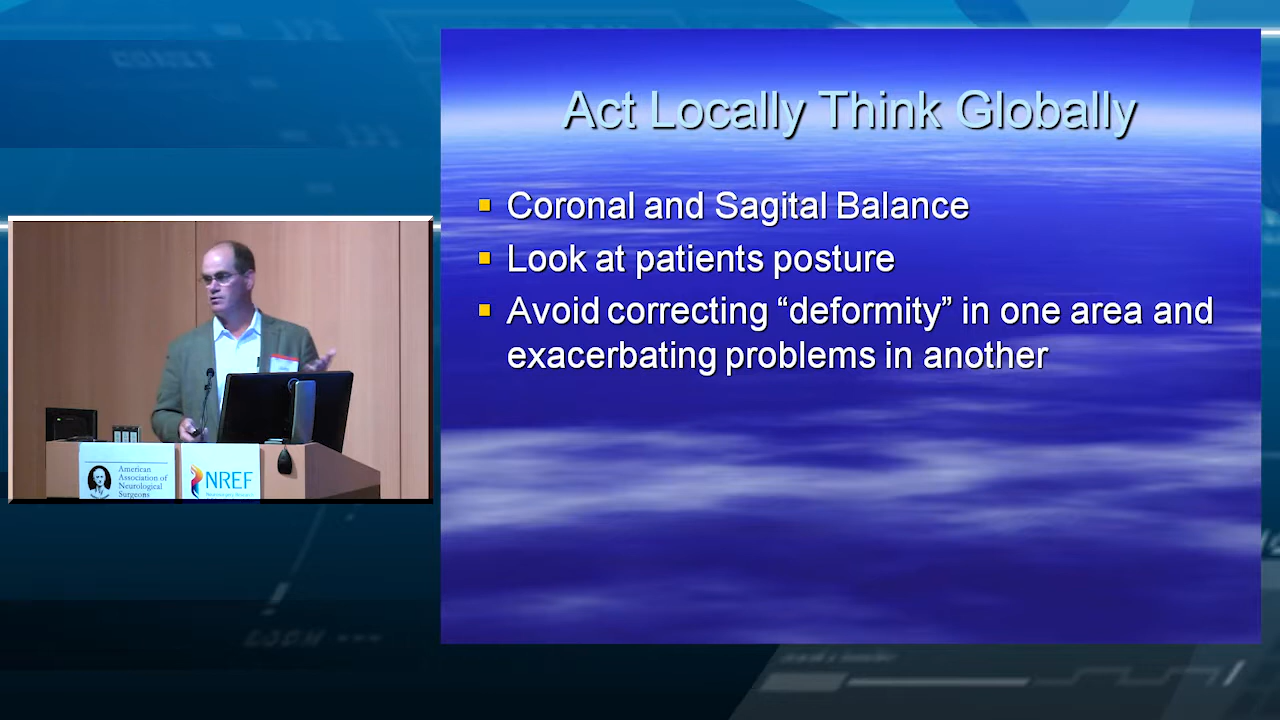 Act Locally Think Globally
Coronal and Sagital Balance
Look at patients posture
Avoid correcting “deformity” in one area and
exacerbating problems in another
American
Association of
Neurological
Surgeons
NREF